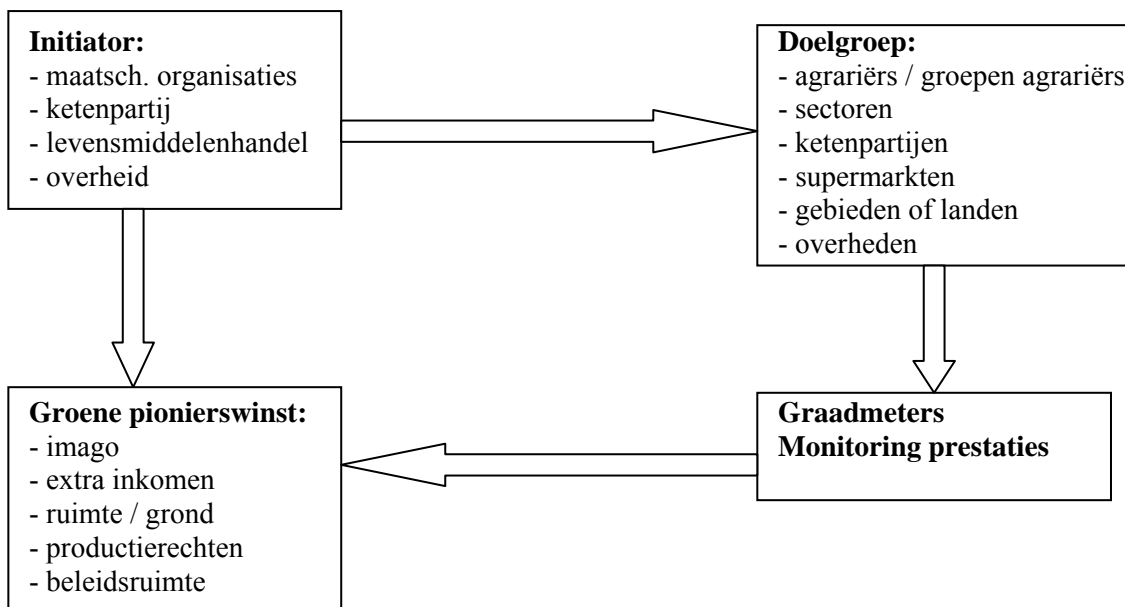 Initiator:
- maatsch. organisaties
- ketenpartij
- levensmiddelenhandel
- overheid
Doelgroep:
- agrariërs / groepen agrariërs
- sectoren
- ketenpartijen
- supermarkten
- gebieden of landen
- overheden
Groene pionierswinst:
- imago
- extra inkomen
- ruimte / grond
- productierechten
- beleidsruimte
Graadmeters
Monitoring prestaties